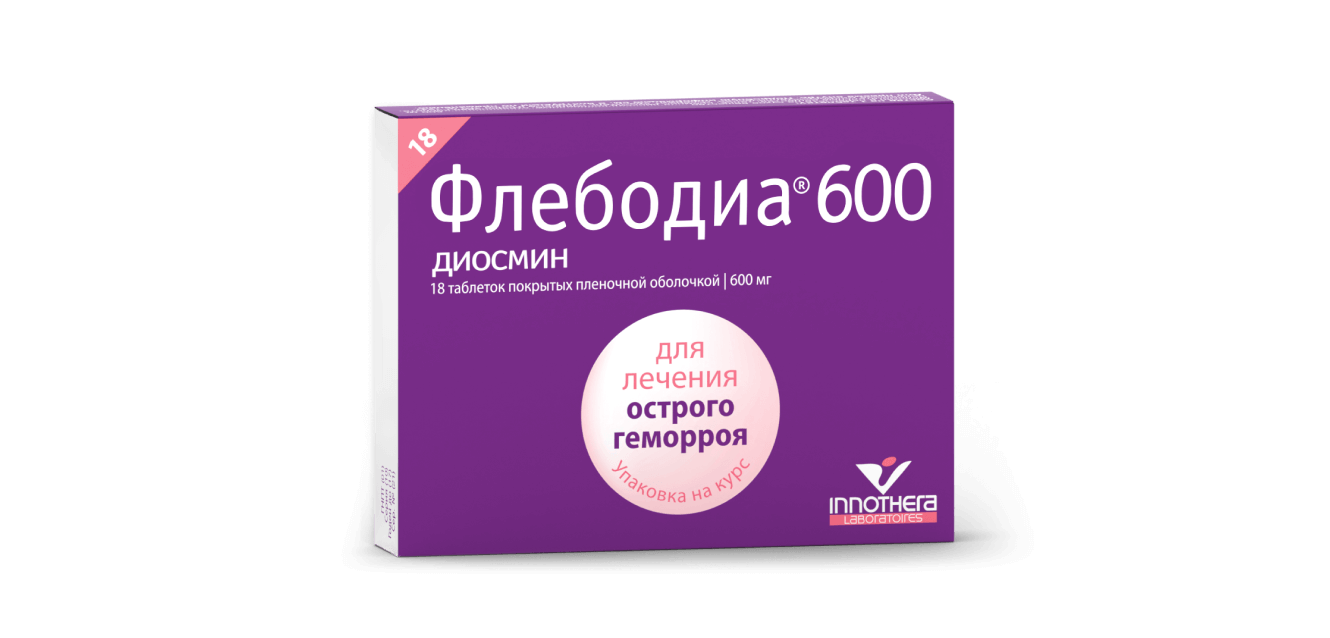 18
Флебодиа® 600
диосмин
18 таблеток покрытых пленочной оболочкой | 600 мг
для
лечения
острого
геморроя
Упаковка на курс
INNOTHERA
LABORATOIRES